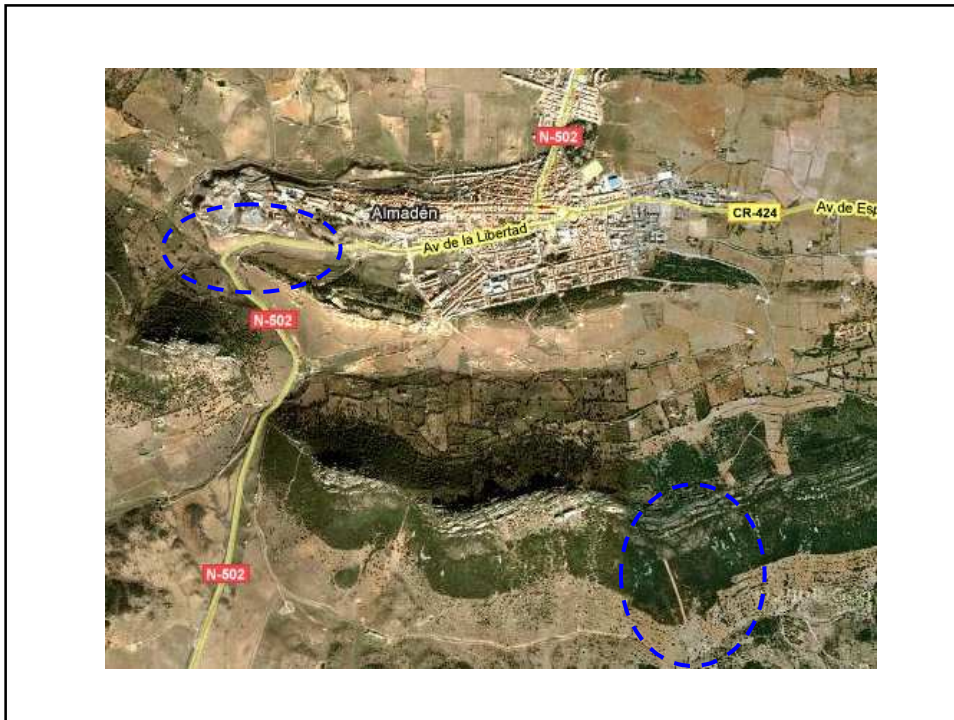 N-502
Almadén
CR-424
Av de Esp
Av de la Libertad
N-502
N-502